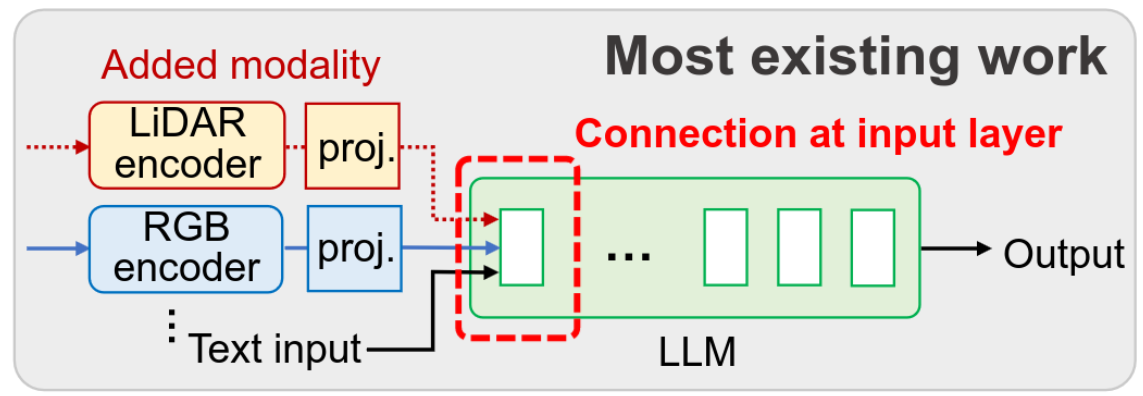 Most existing work
Added modality
LiDAR
encoder
proj.
Connection at input layer
RGB
encoder
proj.
...
Output
⋮
Text input
LLM